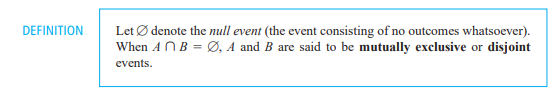 DEFINITION
Let ∅ denote the null event (the event consisting of no outcomes whatsoever).
When A ∩ B = ∅, A and B are said to be mutually exclusive or disjoint
events.